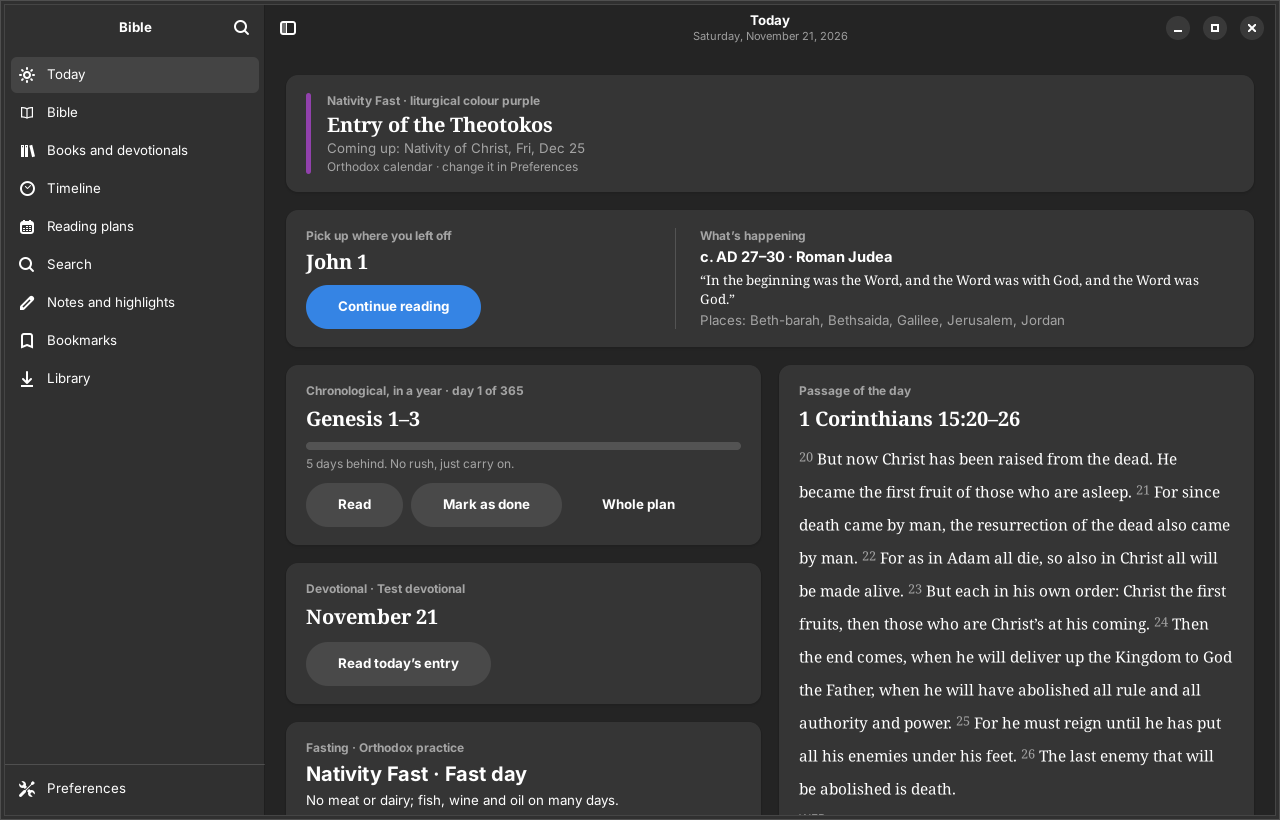 Bible
Today
Bible
Books and devotionals
Timeline
Reading plans
Search
Notes and highlights
Bookmarks
Library
Preferences
Today
Saturday, November 21, 2026
Nativity Fast · liturgical colour purple
Entry of the Theotokos
Coming up: Nativity of Christ, Fri, Dec 25
Orthodox calendar · change it in Preferences
Pick up where you left off
John 1
Continue reading
What’s happening
c. AD 27–30 · Roman Judea
“In the beginning was the Word, and the Word was with God, and the Word was
God.”
Places: Beth-barah, Bethsaida, Galilee, Jerusalem, Jordan
Chronological, in a year · day 1 of 365
Genesis 1–3
5 days behind. No rush, just carry on.
Read
Mark as done
Whole plan
Devotional · Test devotional
November 21
Read today’s entry
Fasting · Orthodox practice
Nativity Fast · Fast day
No meat or dairy; fish, wine and oil on many days.
Passage of the day
1 Corinthians 15:20–26
20 But now Christ has been raised from the dead. He
became the first fruit of those who are asleep. 21 For since
death came by man, the resurrection of the dead also came
by man. 22 For as in Adam all die, so also in Christ all will
be made alive. 23 But each in his own order: Christ the first
fruits, then those who are Christ’s at his coming. 24 Then
the end comes, when he will deliver up the Kingdom to God
the Father, when he will have abolished all rule and all
authority and power. 25 For he must reign until he has put
all his enemies under his feet. 26 The last enemy that will
be abolished is death.